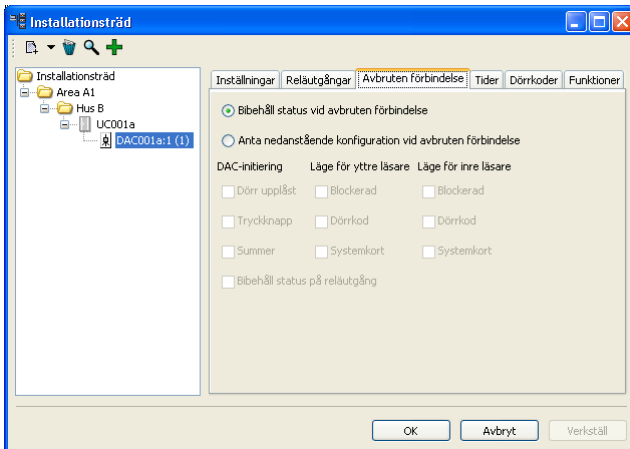 Installationsträd
Installationsträd
Area A1
Hus B
UC001a
DAC001a:1 (1)
Inställningar Reläutgångar Avbruten förbindelse Tider Dörrkoder Funktioner
Bibehåll status vid avbruten förbindelse
Anta nedanstående konfiguration vid avbruten förbindelse
DAC-initiering Läge för yttre läsare Läge för inre läsare
Dörr upplåst Blockerad Blockerad
Tryckknapp Dörrkod Dörrkod
Summer Systemkort Systemkort
Bibehåll status på reläutgång
OK Avbryt Verkställ